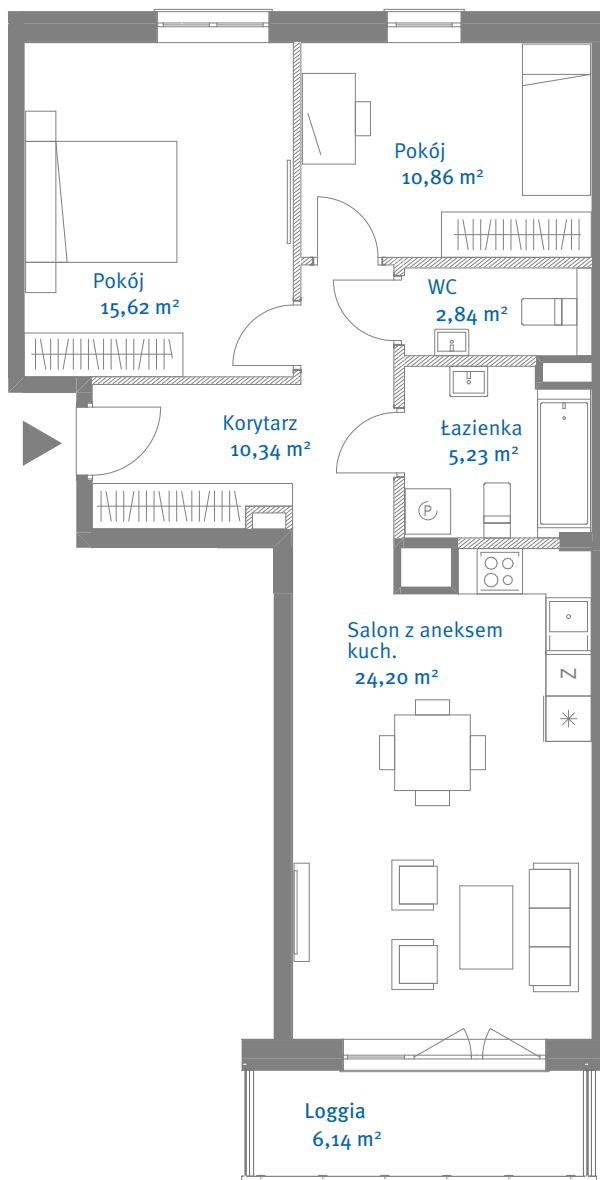 Pokój
10,86 m²
Pokój
15,62 m²
WC
2,84 m²
Korytarz
10,34 m²
Łazienka
5,23 m²
P
Salon z aneksem
kuch.
24,20 m²
N
Loggia
6,14 m²